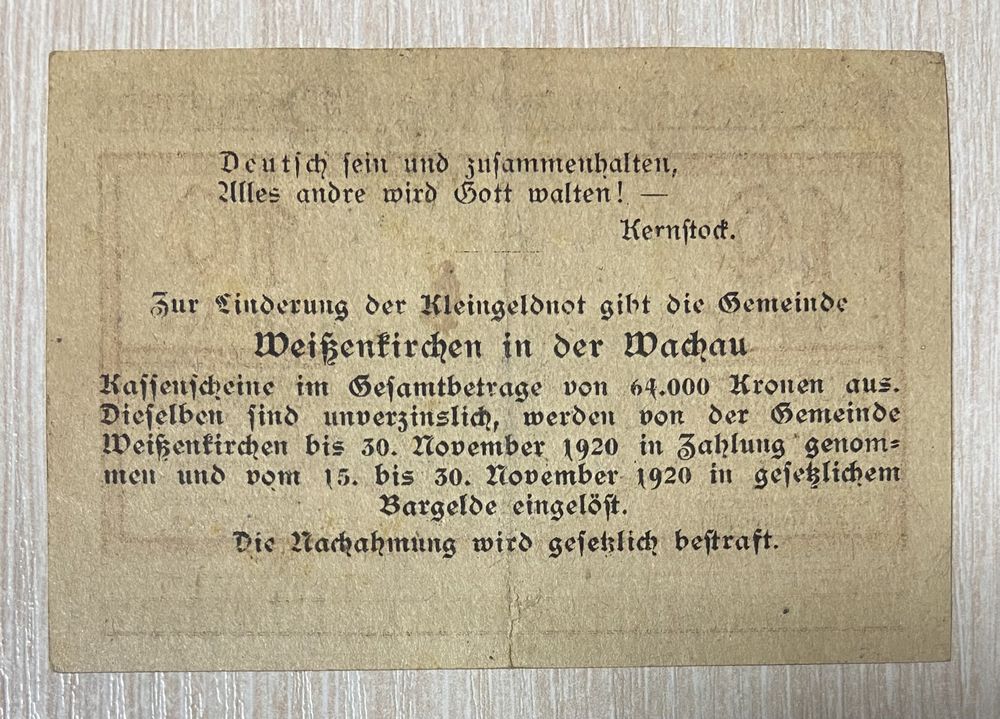 Deutsch sein und zusammenhalten,
Alles andre wird Gott walten! —
Kernstock.
Zur Linderung der Kleingeldnot gibt die Gemeinde
Weißenkirchen in der Wachau
Kassenscheine im Gesamtbetrage von 64.000 Kronen aus.
Dieselben sind unverzinslich, werden von der Gemeinde
Weißenkirchen bis 30. November 1920 in Zahlung genom-
men und vom 15. bis 30. November 1920 in gesetzlichem
Bargelde eingelöst.
Die Nachahmung wird gesetzlich bestraft.